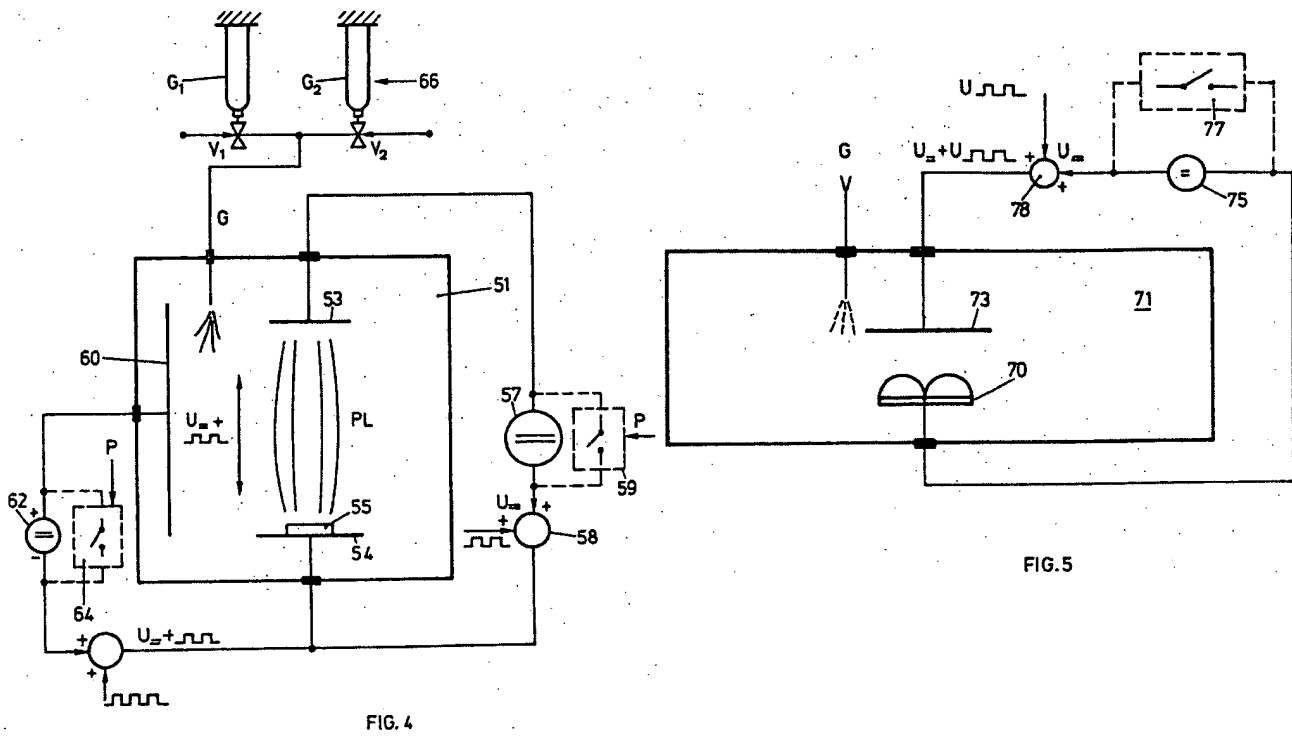 G₁
G₂
66
V₁
V₂
G
51
53
60
U₌ +
PL
57
P
59
P
62
+
=
-
64
55
54
U₌
+
+
58
+
+
U₌ +
FIG. 4
U
77
G
U₌ + U
+
U₌
+
78
=
75
73
71
70
FIG.5